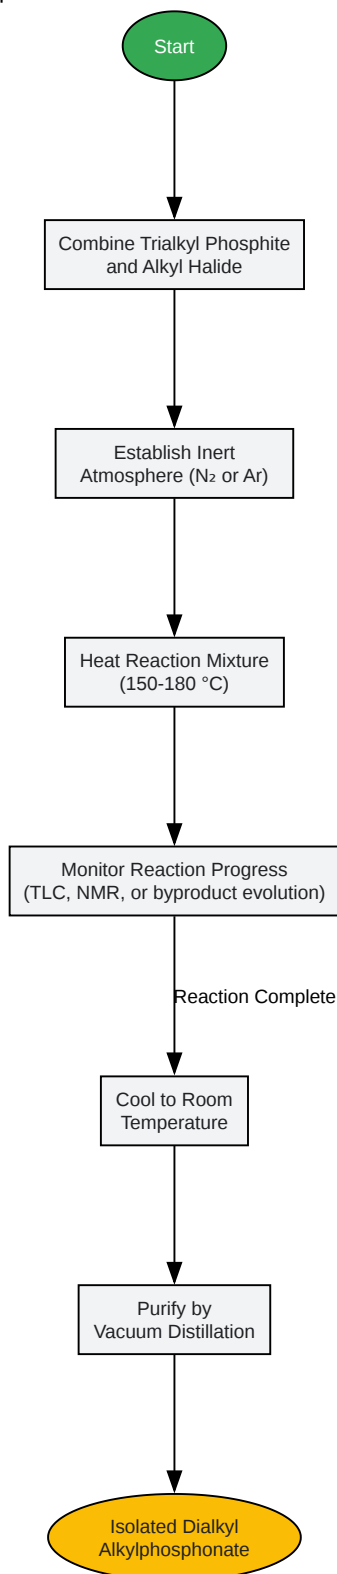 Start
Combine Trialkyl Phosphite
and Alkyl Halide
Establish Inert
Atmosphere (N₂ or Ar)
Heat Reaction Mixture
(150-180 °C)
Monitor Reaction Progress
(TLC, NMR, or byproduct evolution)
Reaction Complete
Cool to Room
Temperature
Purify by
Vacuum Distillation
Isolated Dialkyl
Alkylphosphonate